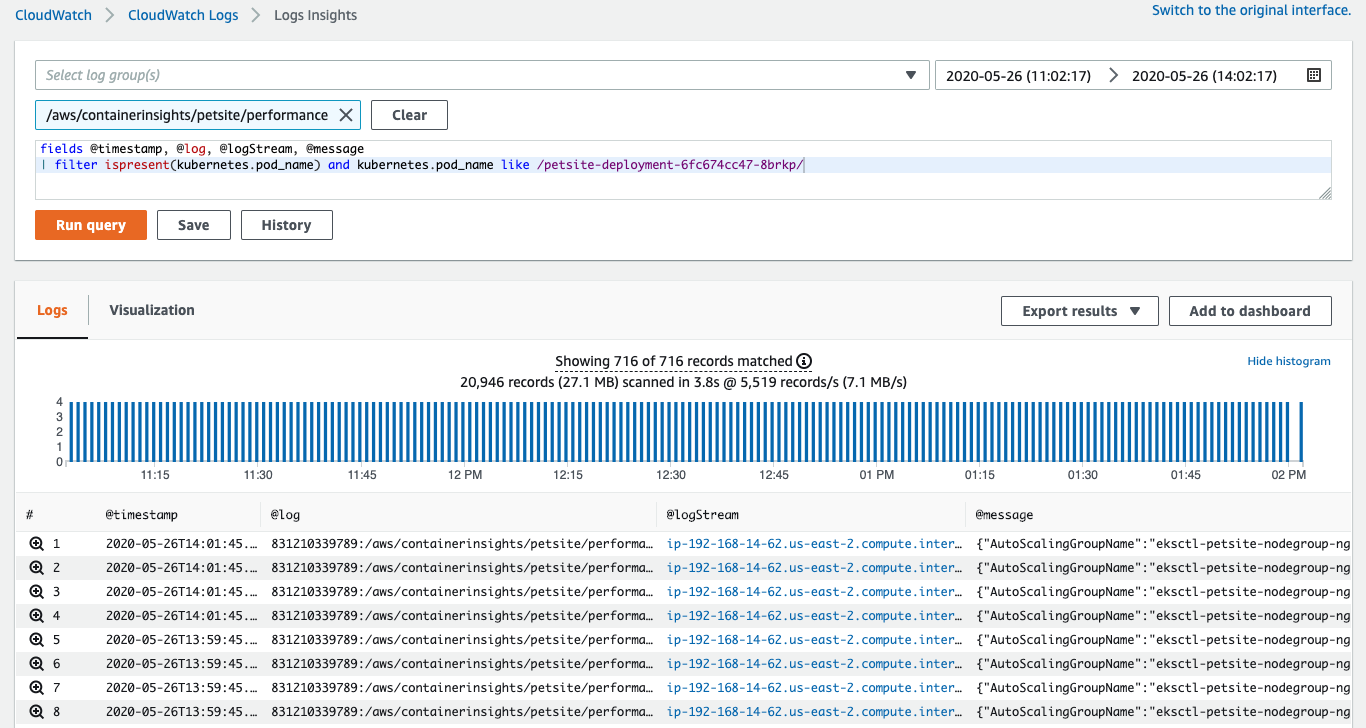 CloudWatch CloudWatch Logs Logs Insights
Switch to the original interface.
Select log group(s)
2020-05-26 (11:02:17) 2020-05-26 (14:02:17)
/aws/containerinsights/petsite/performance
Clear
fields @timestamp, @log, @logStream, @message
| filter ispresent(kubernetes.pod_name) and kubernetes.pod_name like /petsite-deployment-6fc674cc47-8brkp/
Run query Save History
Logs Visualization
Export results Add to dashboard
Showing 716 of 716 records matched
Hide histogram
20,946 records (27.1 MB) scanned in 3.8s @ 5,519 records/s (7.1 MB/s)
4
3
2
1
0
11:15 11:30 11:45 12 PM 12:15 12:30 12:45 01 PM 01:15 01:30 01:45 02 PM
# @timestamp @log @logStream @message
1 2020-05-26T14:01:45... 831210339789:/aws/containerinsights/petsite/performa... ip-192-168-14-62.us-east-2.compute.inter... {"AutoScalingGroupName":"eksctl-petsite-nodegroup-ng
2 2020-05-26T14:01:45... 831210339789:/aws/containerinsights/petsite/performa... ip-192-168-14-62.us-east-2.compute.inter... {"AutoScalingGroupName":"eksctl-petsite-nodegroup-ng
3 2020-05-26T14:01:45... 831210339789:/aws/containerinsights/petsite/performa... ip-192-168-14-62.us-east-2.compute.inter... {"AutoScalingGroupName":"eksctl-petsite-nodegroup-ng
4 2020-05-26T14:01:45... 831210339789:/aws/containerinsights/petsite/performa... ip-192-168-14-62.us-east-2.compute.inter... {"AutoScalingGroupName":"eksctl-petsite-nodegroup-ng
5 2020-05-26T13:59:45... 831210339789:/aws/containerinsights/petsite/performa... ip-192-168-14-62.us-east-2.compute.inter... {"AutoScalingGroupName":"eksctl-petsite-nodegroup-ng
6 2020-05-26T13:59:45... 831210339789:/aws/containerinsights/petsite/performa... ip-192-168-14-62.us-east-2.compute.inter... {"AutoScalingGroupName":"eksctl-petsite-nodegroup-ng
7 2020-05-26T13:59:45... 831210339789:/aws/containerinsights/petsite/performa... ip-192-168-14-62.us-east-2.compute.inter... {"AutoScalingGroupName":"eksctl-petsite-nodegroup-ng
8 2020-05-26T13:59:45... 831210339789:/aws/containerinsights/petsite/performa... ip-192-168-14-62.us-east-2.compute.inter... {"AutoScalingGroupName":"eksctl-petsite-nodegroup-ng